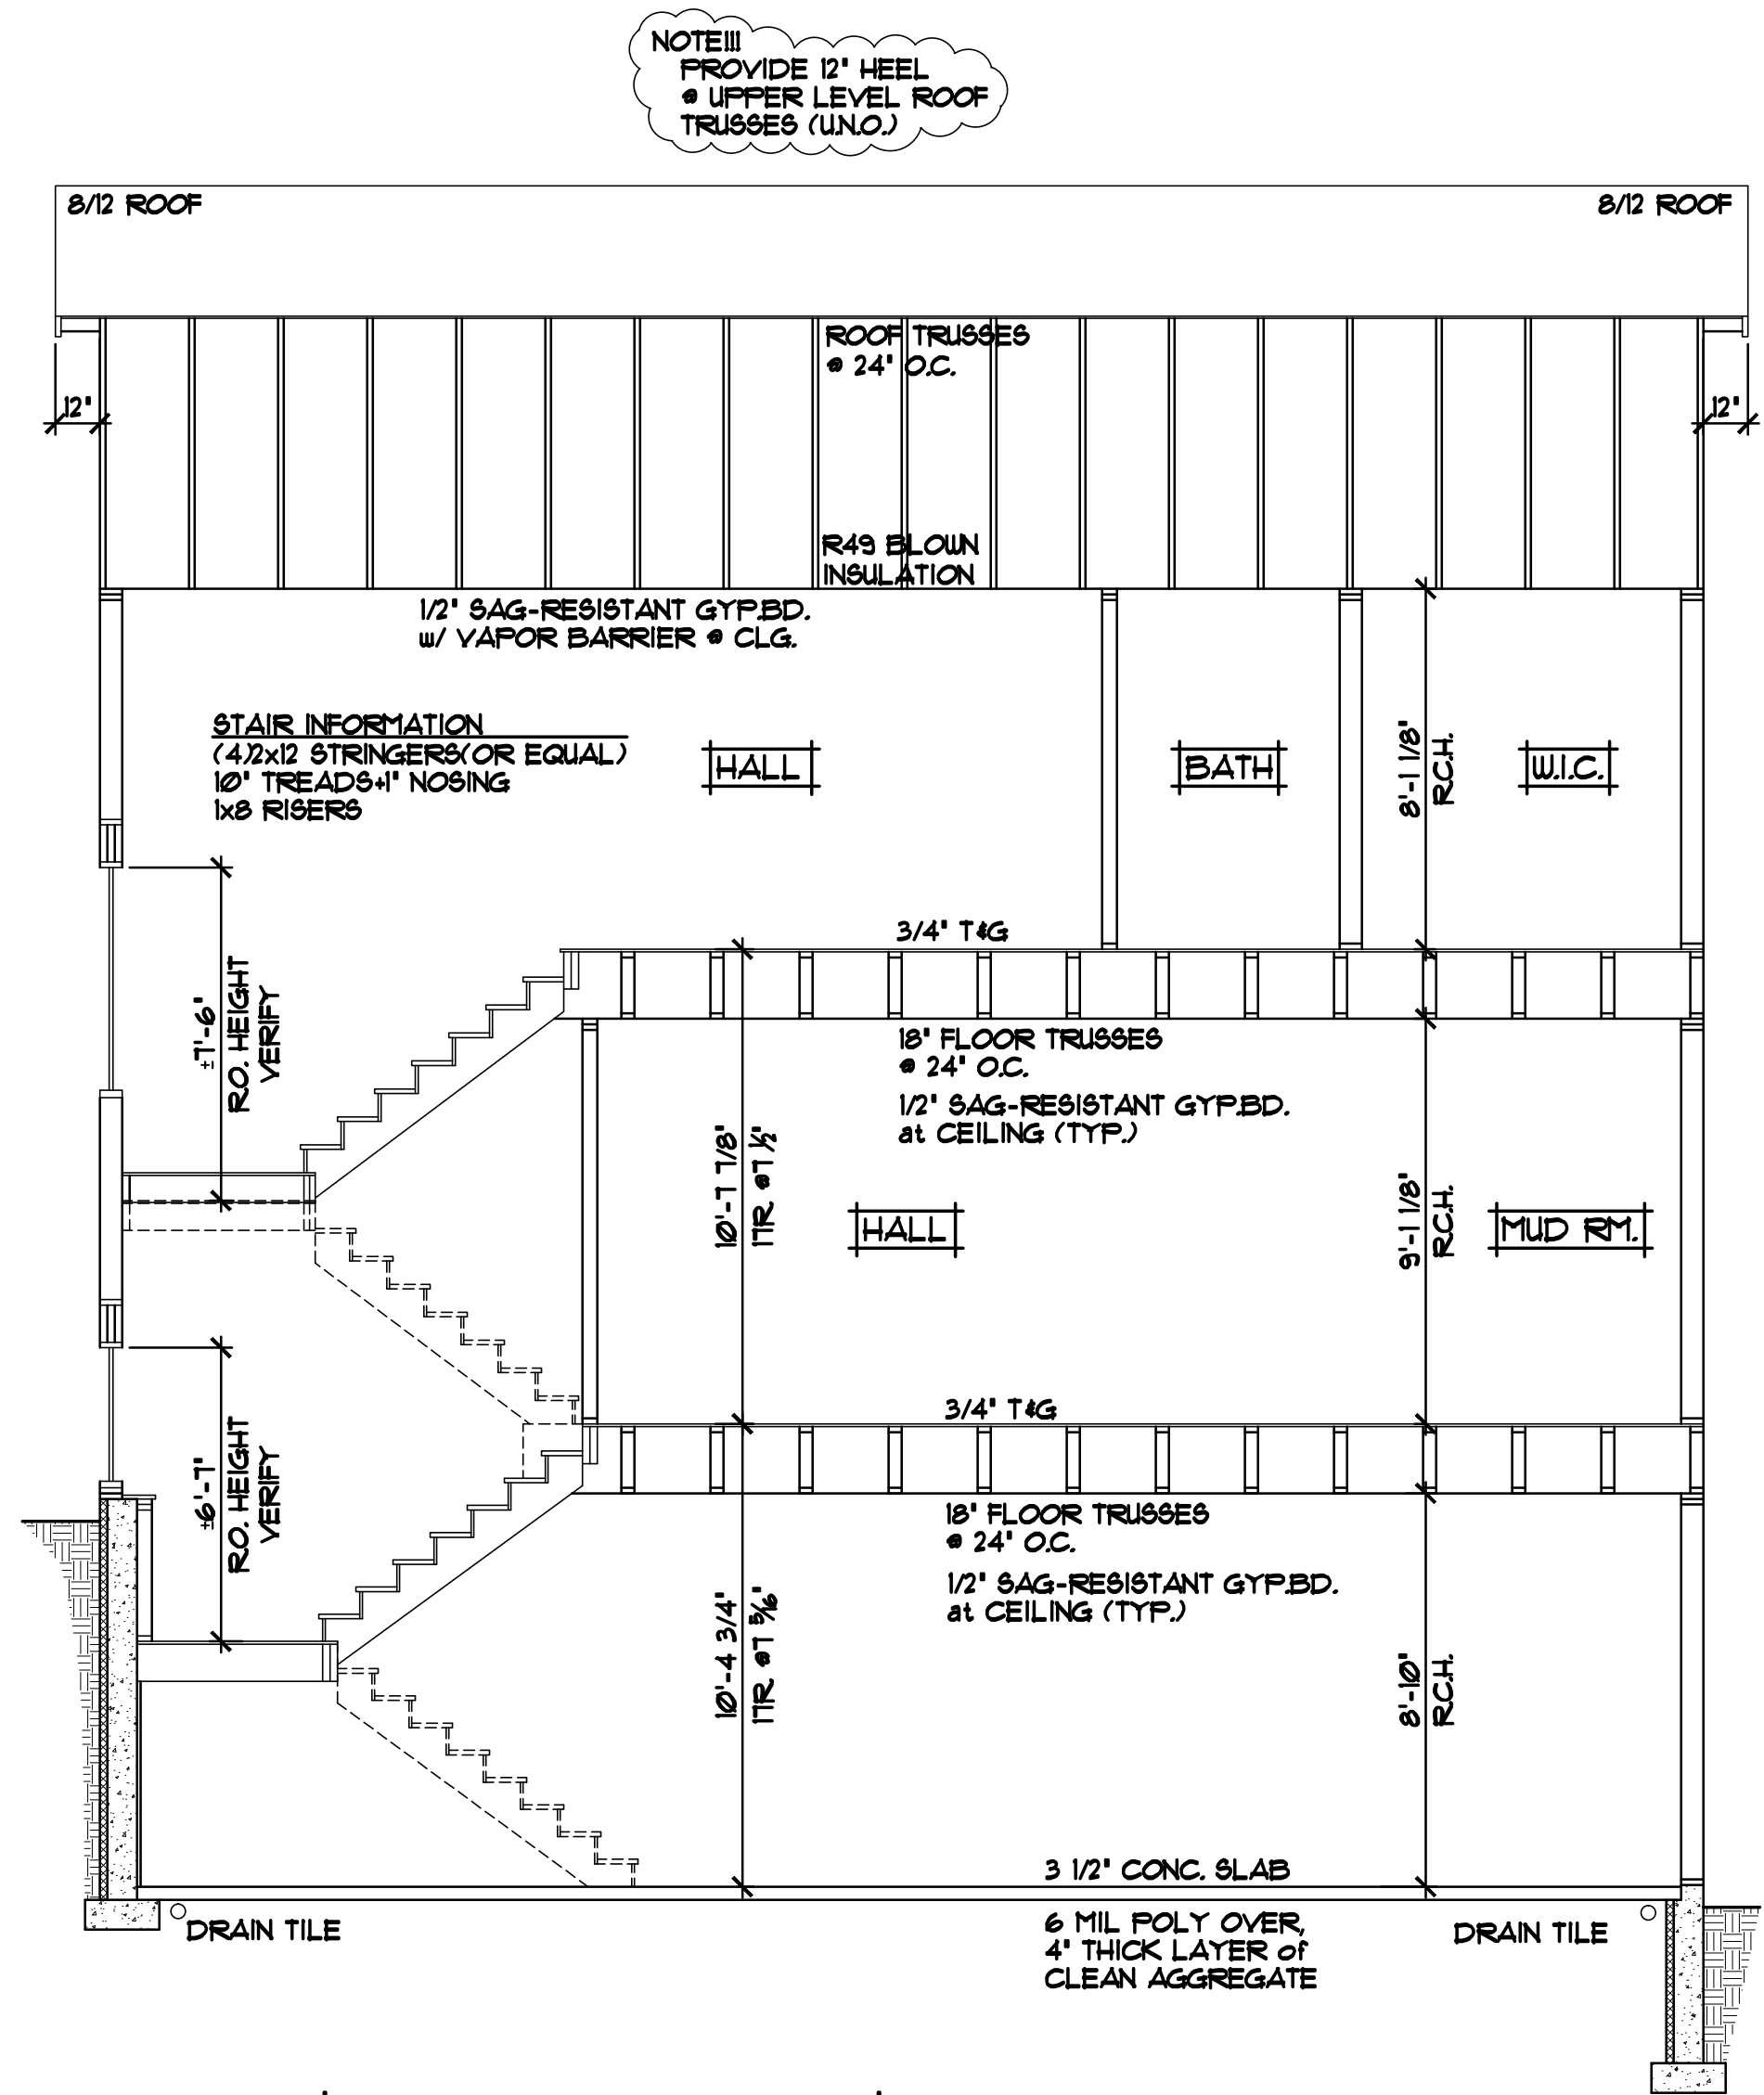 NOTE!!!
PROVIDE 12" HEEL
@ UPPER LEVEL ROOF
TRUSSES (U.N.O.)
8/12 ROOF
8/12 ROOF
ROOF TRUSSES
@ 24" O.C.
12"
12"
R49 BLOWN
INSULATION
1/2" SAG-RESISTANT GYP.BD.
w/ VAPOR BARRIER @ CLG.
STAIR INFORMATION
(4)2x12 STRINGERS(OR EQUAL)
10" TREADS+1" NOSING
1x8 RISERS
HALL
BATH
8'-1 1/8"
R.C.H.
W.I.C.
3/4" T&G
±7'-6"
R.O. HEIGHT
VERIFY
18" FLOOR TRUSSES
@ 24" O.C.
1/2" SAG-RESISTANT GYP.BD.
at CEILING (TYP.)
10'-7 7/8"
17R. @7 1/2"
HALL
9'-1 1/8"
R.C.H.
MUD RM.
3/4" T&G
±6'-7"
R.O. HEIGHT
VERIFY
18" FLOOR TRUSSES
@ 24" O.C.
1/2" SAG-RESISTANT GYP.BD.
at CEILING (TYP.)
10'-4 3/4"
17R. @7 5/16"
8'-10"
R.C.H.
3 1/2" CONC. SLAB
DRAIN TILE
6 MIL POLY OVER,
4" THICK LAYER of
CLEAN AGGREGATE
DRAIN TILE